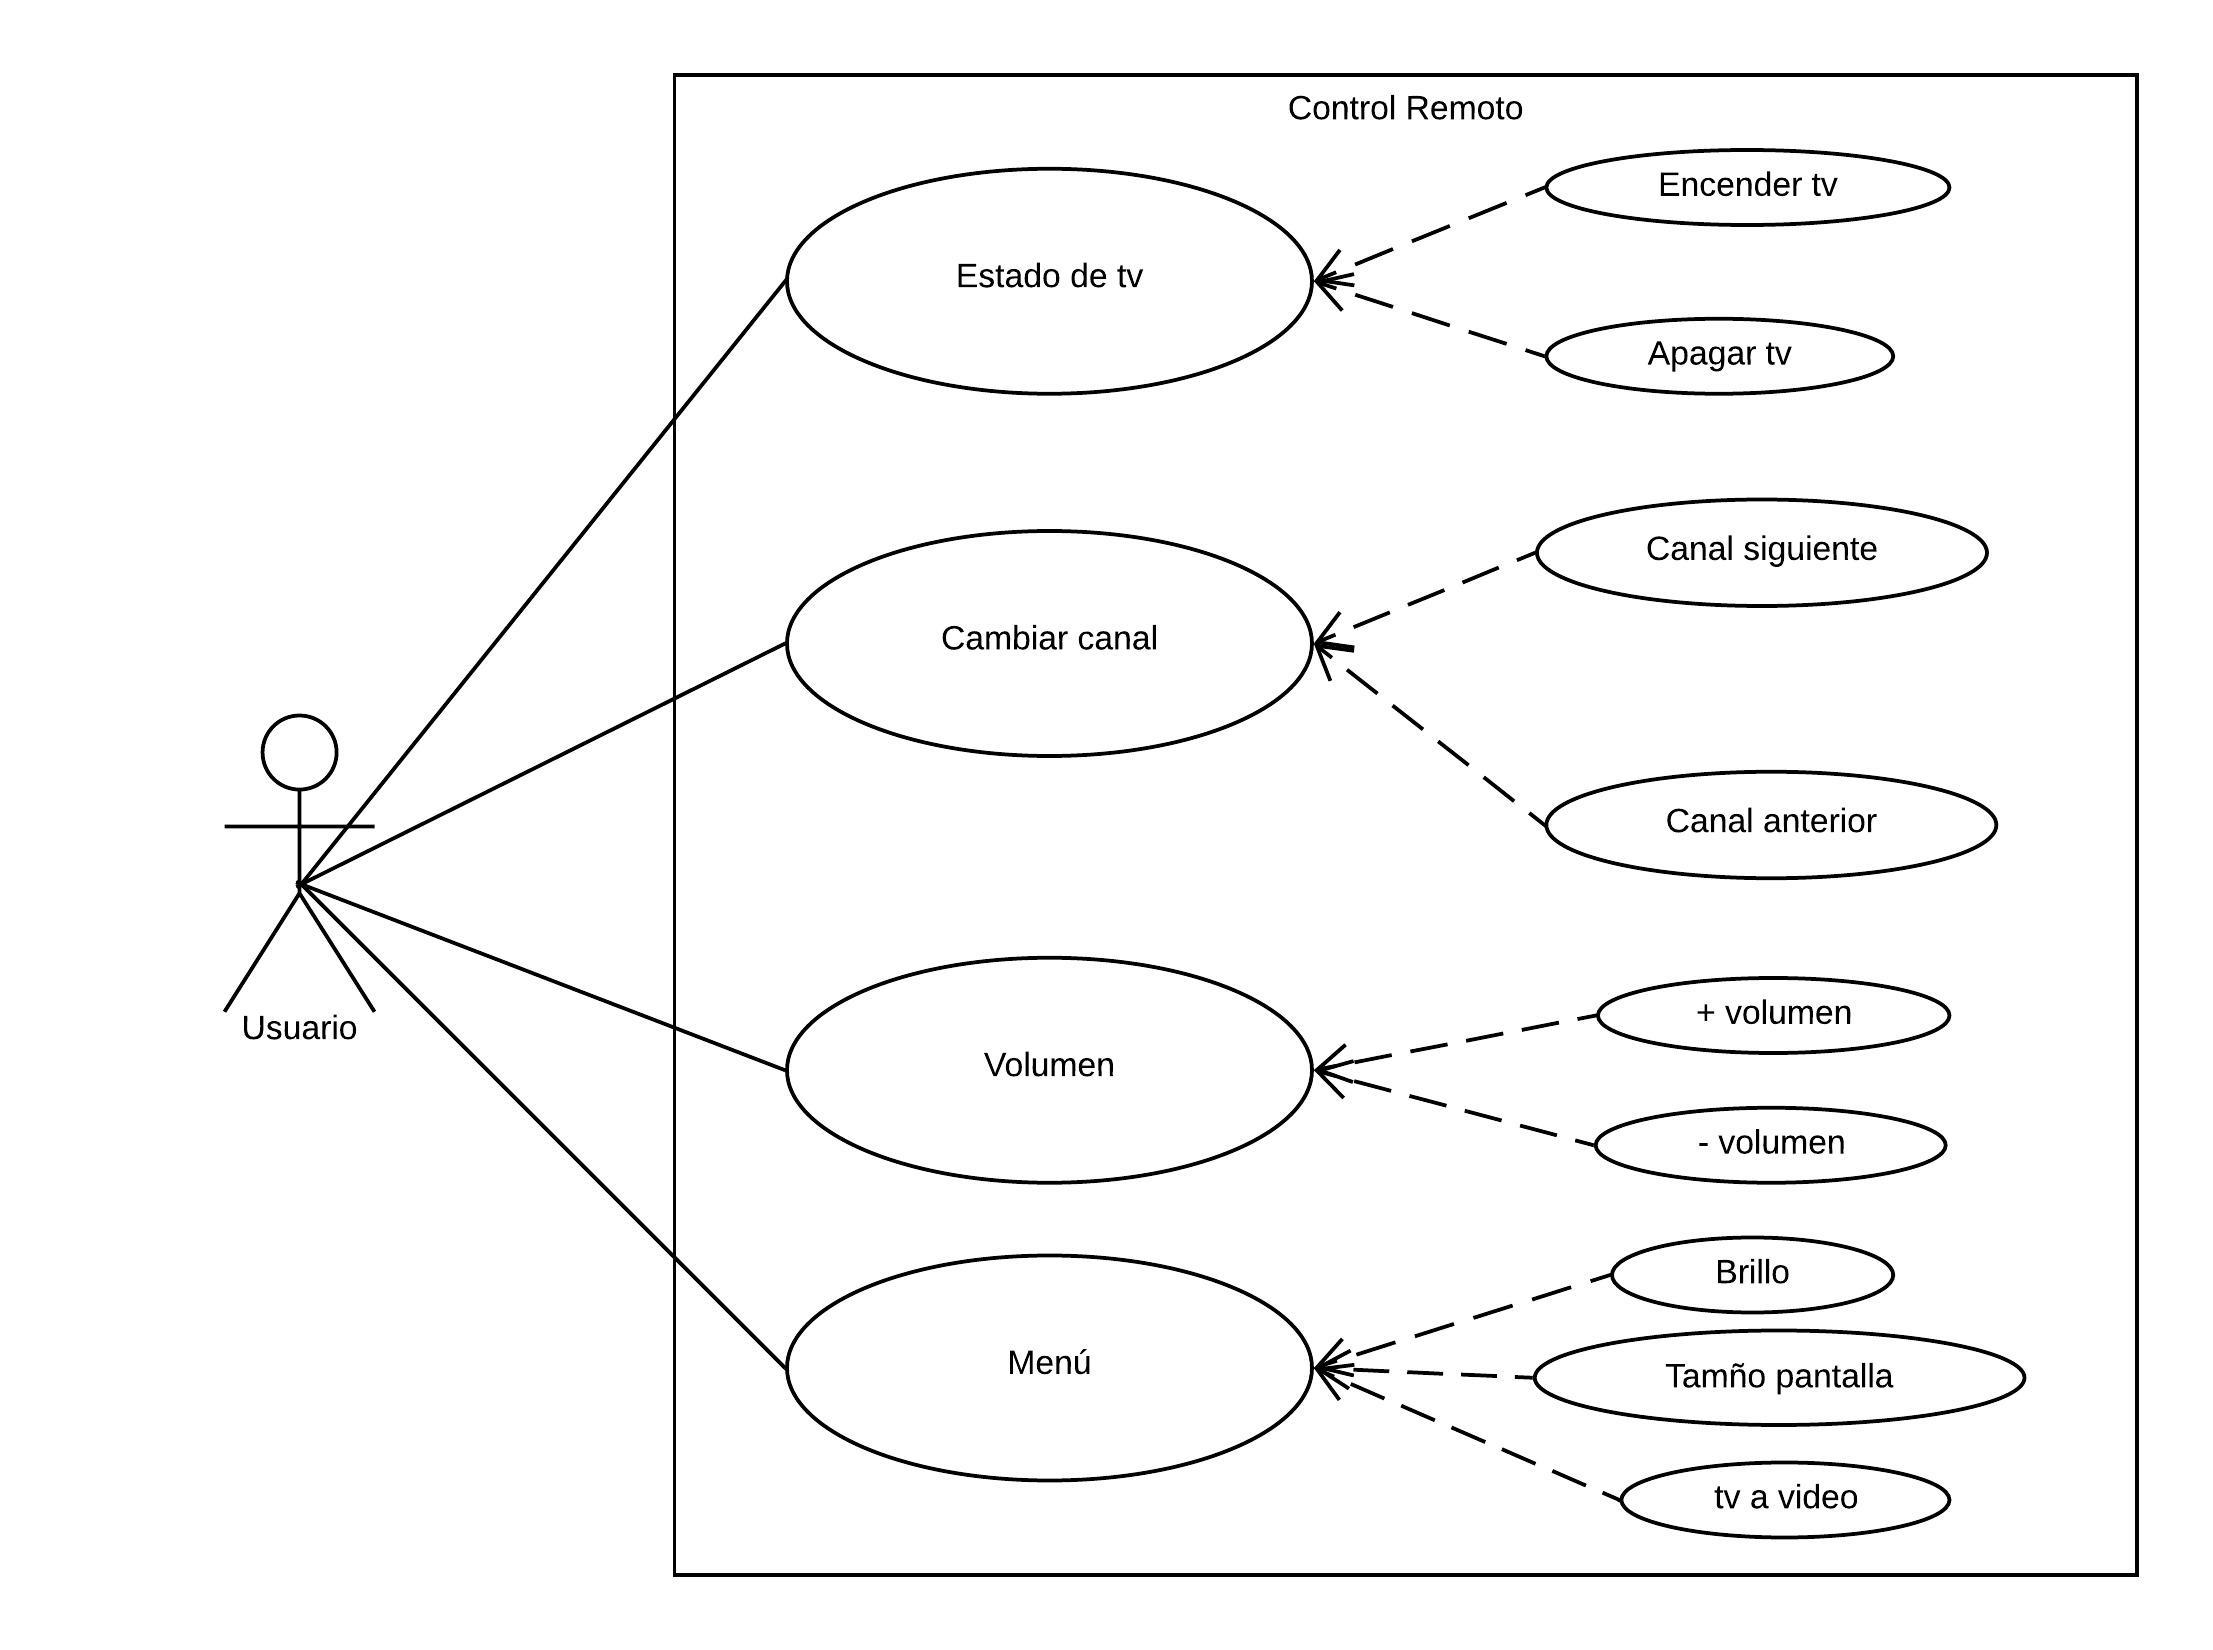 Control Remoto
Encender tv
Estado de tv
Apagar tv
Canal siguiente
Cambiar canal
Canal anterior
Usuario
+ volumen
Volumen
- volumen
Brillo
Menú
Tamño pantalla
tv a video